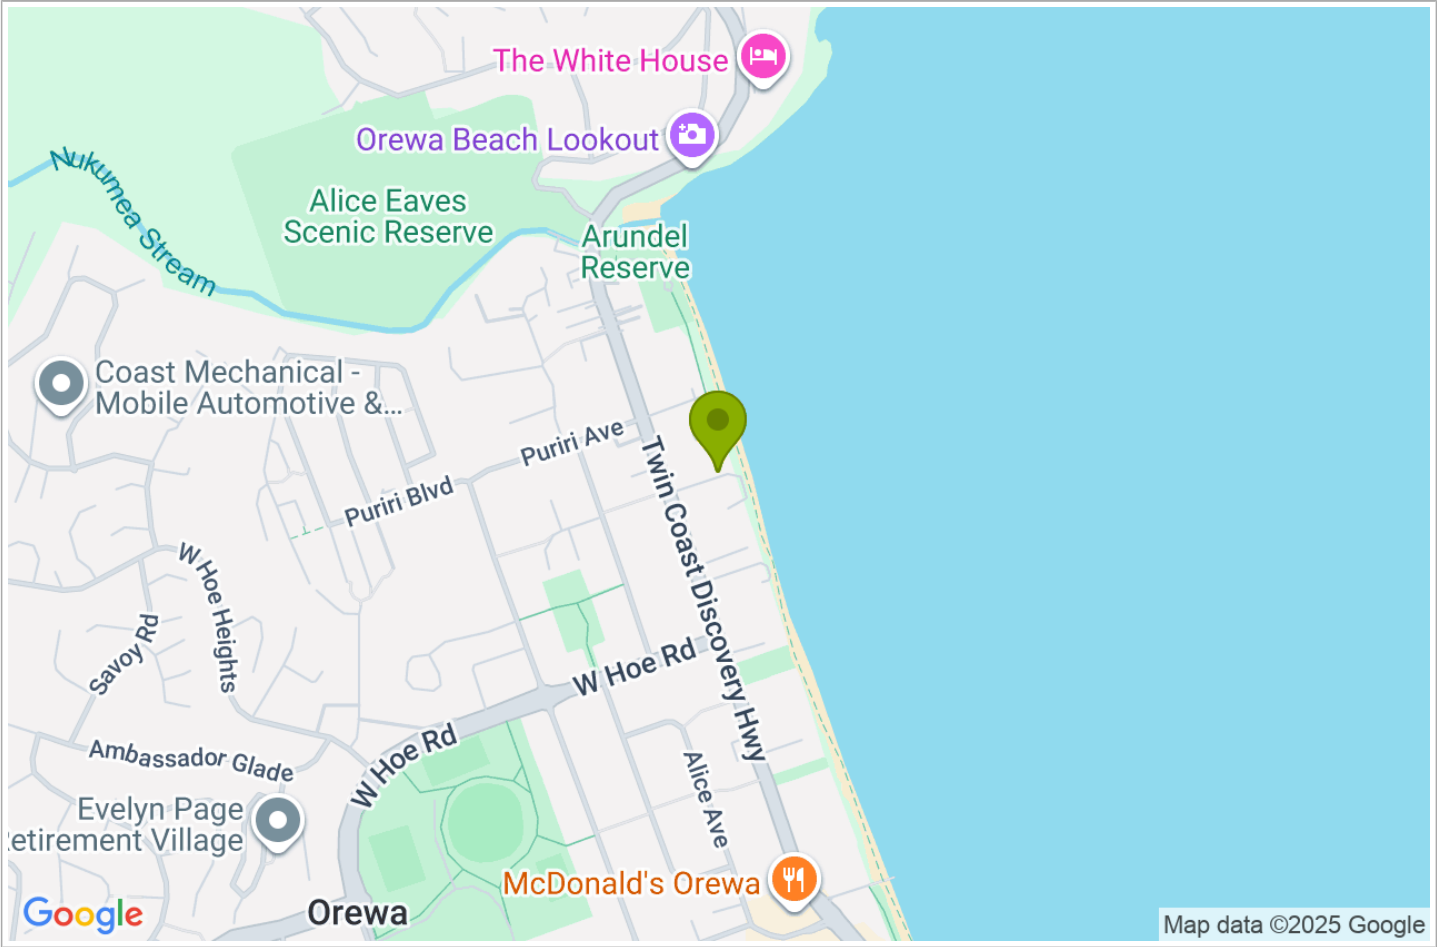 The White House
Orewa Beach Lookout
Nukumea Stream
Alice Eaves
Scenic Reserve
Arundel
Reserve
Coast Mechanical -
Mobile Automotive &...
Puriri Ave
Puriri Blvd
Twin Coast Discovery Hwy
W Hoe Heights
Savoy Rd
W Hoe Rd
W Hoe Rd
Ambassador Glade
Alice Ave
Evelyn Page
etirement Village
McDonald's Orewa
Orewa
Google
Map data ©2025 Google